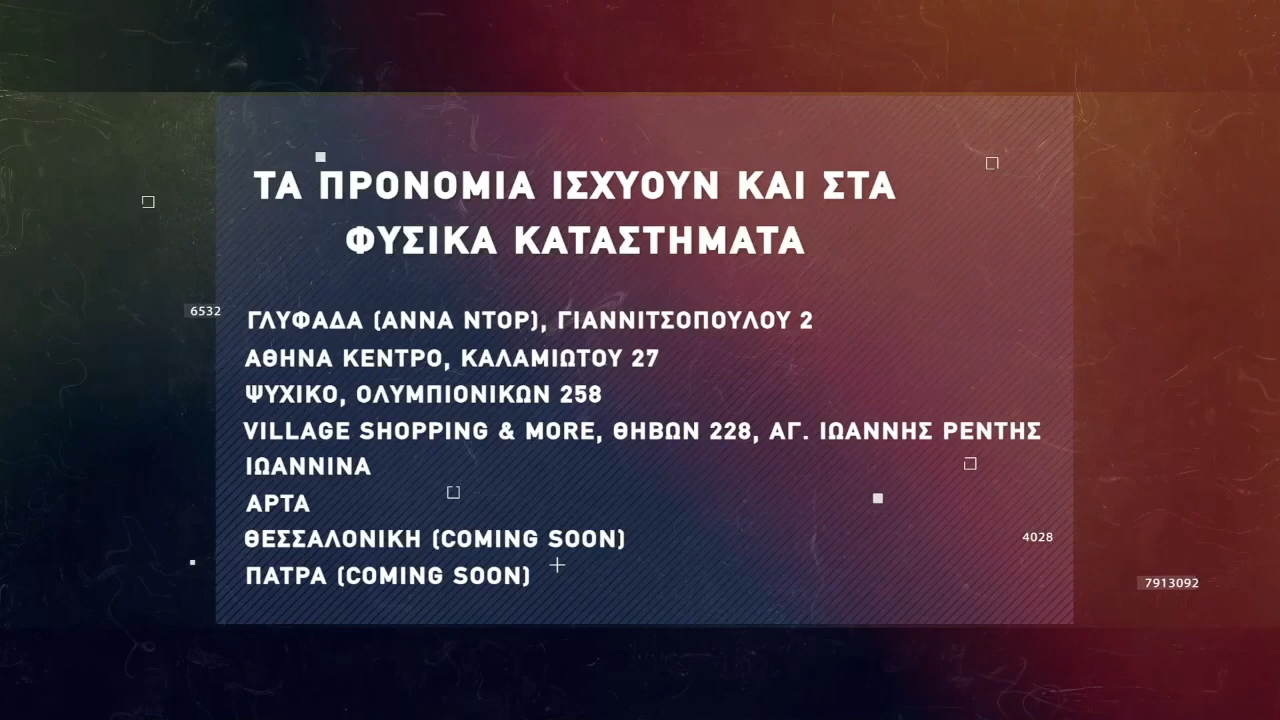 ΤΑ ΠΡΟΝΟΜΙΑ ΙΣΧΥΟΥΝ ΚΑΙ ΣΤΑ
ΦΥΣΙΚΑ ΚΑΤΑΣΤΗΜΑΤΑ
6532
ΓΛΥΦΑΔΑ (ΑΝΝΑ ΝΤΟΡ), ΓΙΑΝΝΙΤΣΟΠΟΥΛΟΥ 2
ΑΘΗΝΑ ΚΕΝΤΡΟ, ΚΑΛΑΜΙΩΤΟΥ 27
ΨΥΧΙΚΟ, ΟΛΥΜΠΙΟΝΙΚΩΝ 258
VILLAGE SHOPPING & MORE, ΘΗΒΩΝ 228, ΑΓ. ΙΩΑΝΝΗΣ ΡΕΝΤΗΣ
ΙΩΑΝΝΙΝΑ
ΑΡΤΑ
ΘΕΣΣΑΛΟΝΙΚΗ (COMING SOON)
4028
ΠΑΤΡΑ (COMING SOON)
7913092